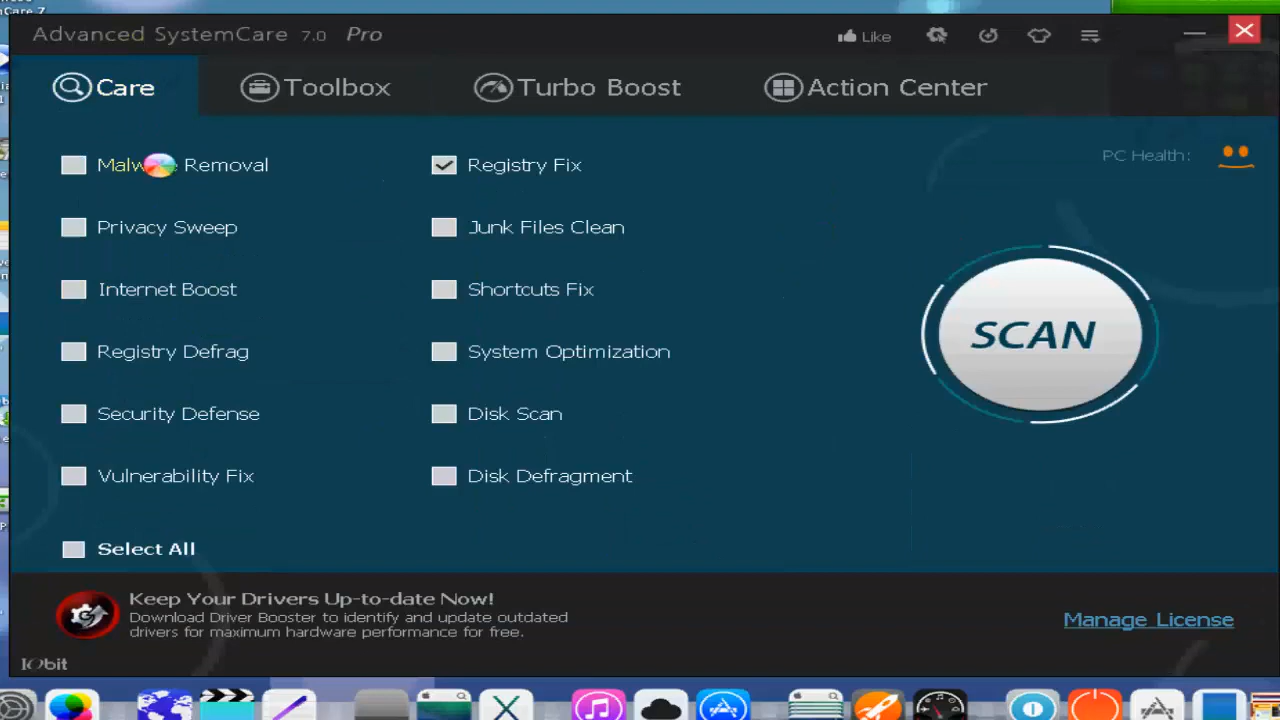 Care 7
Advanced SystemCare 7.0 Pro
Like
Care
Toolbox
Turbo Boost
Action Center
Malw Removal
Registry Fix
PC Health:
Privacy Sweep
Junk Files Clean
Internet Boost
Shortcuts Fix
SCAN
Registry Defrag
System Optimization
Security Defense
Disk Scan
Vulnerability Fix
Disk Defragment
Select All
Keep Your Drivers Up-to-date Now!
Download Driver Booster to identify and update outdated
drivers for maximum hardware performance for free.
Manage License
IObit